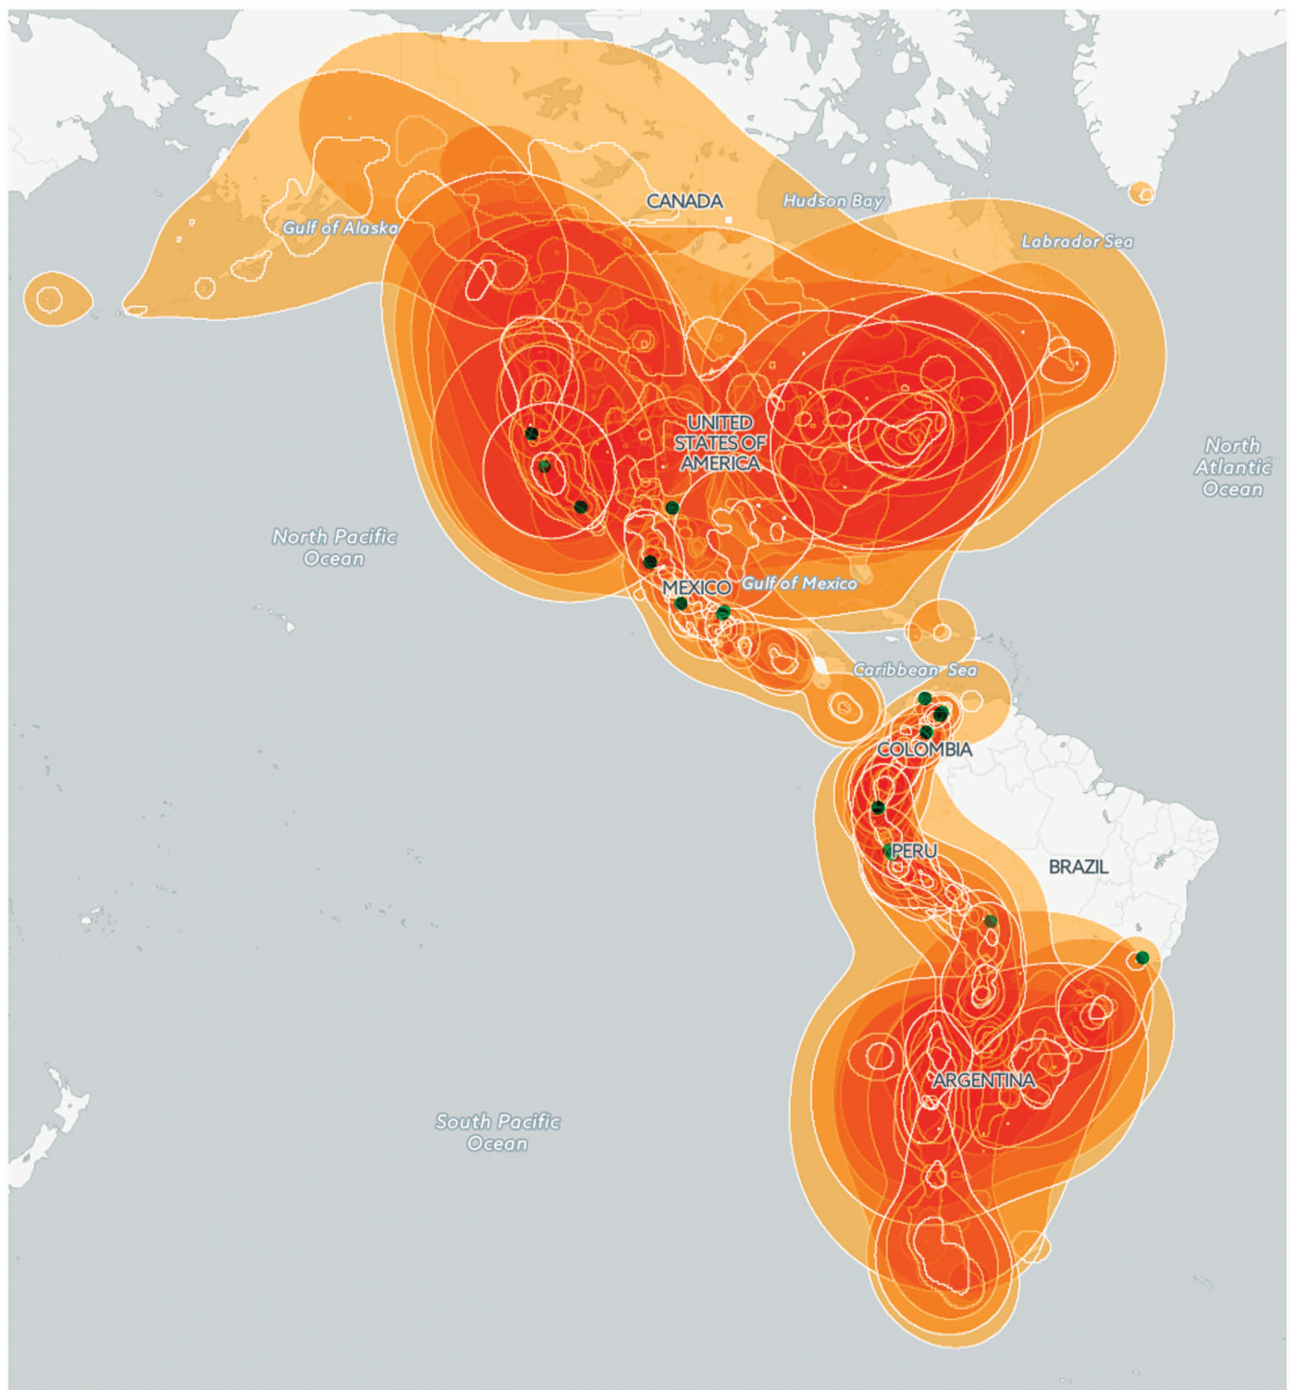 CANADA
Hudson Bay
Gulf of Alaska
Labrador Sea
UNITED
STATES OF
AMERICA
North
Atlantic
Ocean
North Pacific
Ocean
MEXICO
Gulf of Mexico
Caribbean Sea
COLOMBIA
PERU
BRAZIL
ARGENTINA
South Pacific
Ocean